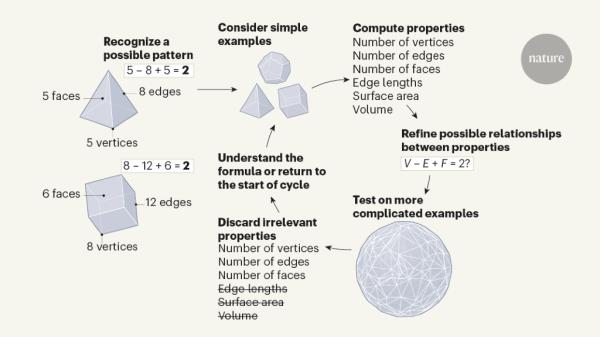 Recognize a
possible pattern
5 – 8 + 5 = 2
5 faces
8 edges
5 vertices
8 – 12 + 6 = 2
6 faces
12 edges
8 vertices
Consider simple
examples
Compute properties
Number of vertices
Number of edges
Number of faces
Edge lengths
Surface area
Volume
Refine possible relationships
between properties
V – E + F = 2?
Test on more
complicated examples
Discard irrelevant
properties
Number of vertices
Number of edges
Number of faces
Edge lengths
Surface area
Volume
Understand the
formula or return to
the start of cycle
nature